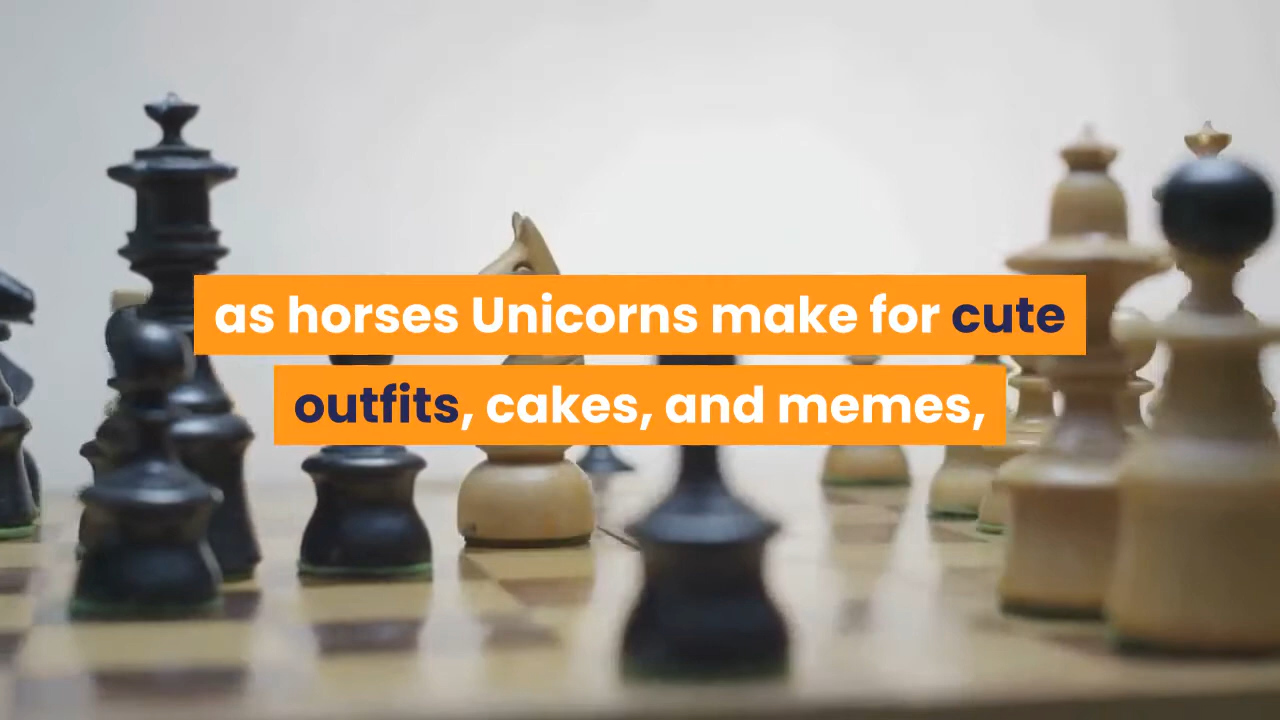 as horses Unicorns make for cute
outfits, cakes, and memes,